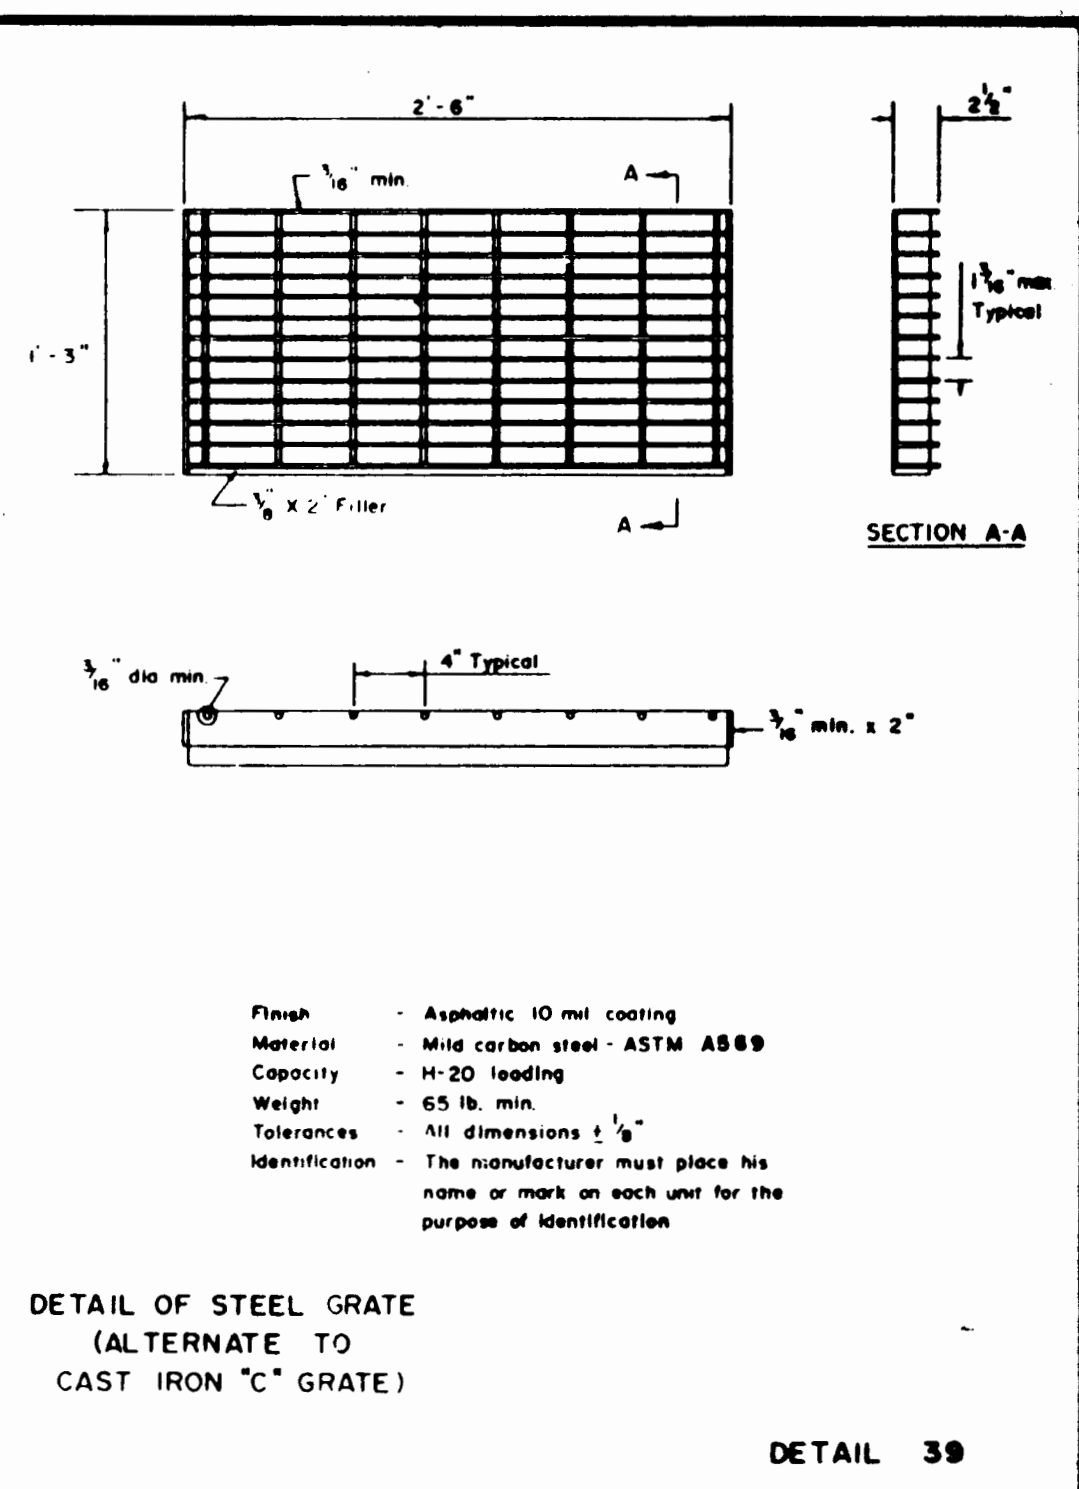 2'-6"
2 1/2"
3/16" min.
A
1'-3"
1 3/16" max.
Typical
1/8" X 2" Filler
A
SECTION A-A
3/16" dia min.
4" Typical
3/16" min. x 2"
Finish - Asphaltic 10 mil coating
Material - Mild carbon steel - ASTM A569
Capacity - H-20 loading
Weight - 65 lb. min.
Tolerances - All dimensions ± 1/8"
Identification - The manufacturer must place his
name or mark on each unit for the
purpose of identification
DETAIL OF STEEL GRATE
(ALTERNATE TO
CAST IRON "C" GRATE)
DETAIL 39